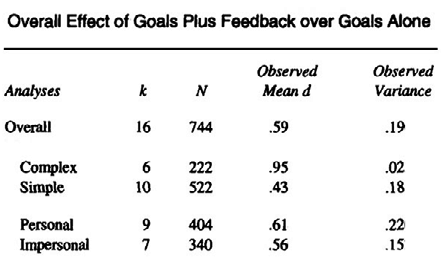 Overall Effect of Goals Plus Feedback over Goals Alone
Observed Observed
Analyses k N Mean d Variance
Overall 16 744 .59 .19
Complex 6 222 .95 .02
Simple 10 522 .43 .18
Personal 9 404 .61 .22
Impersonal 7 340 .56 .15